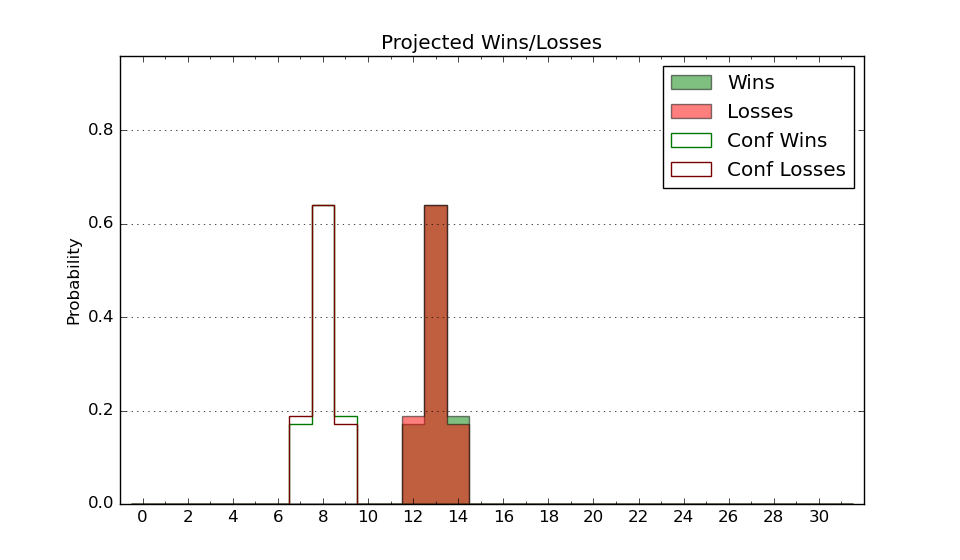 Projected Wins/Losses
Wins
Losses
Conf Wins
Conf Losses
Probability
0.8
0.6
0.4
0.2
0.0
0 2 4 6 8 10 12 14 16 18 20 22 24 26 28 30